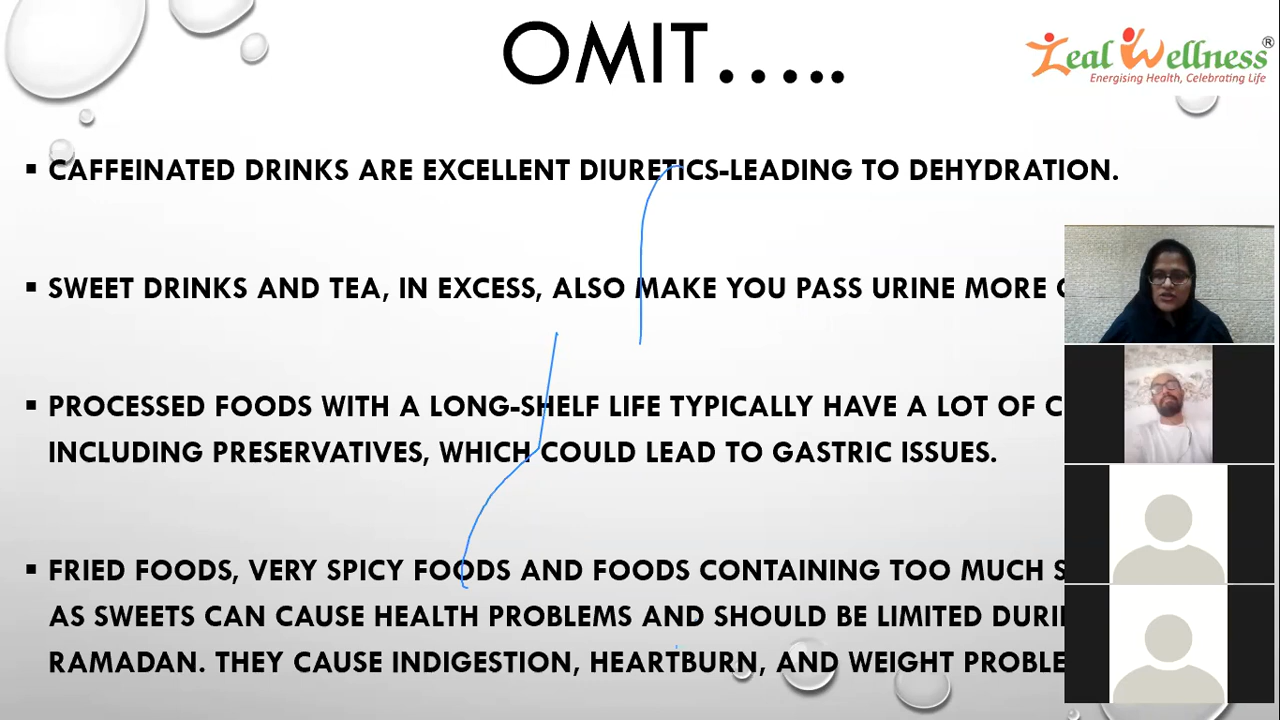 OMIT.....
Zeal Wellness®
Energising Health, Celebrating Life
▪ CAFFEINATED DRINKS ARE EXCELLENT DIURETICS-LEADING TO DEHYDRATION.
▪ SWEET DRINKS AND TEA, IN EXCESS, ALSO MAKE YOU PASS URINE MORE
▪ PROCESSED FOODS WITH A LONG-SHELF LIFE TYPICALLY HAVE A LOT OF
INCLUDING PRESERVATIVES, WHICH COULD LEAD TO GASTRIC ISSUES.
▪ FRIED FOODS, VERY SPICY FOODS AND FOODS CONTAINING TOO MUCH
AS SWEETS CAN CAUSE HEALTH PROBLEMS AND SHOULD BE LIMITED
RAMADAN. THEY CAUSE INDIGESTION, HEARTBURN, AND WEIGHT